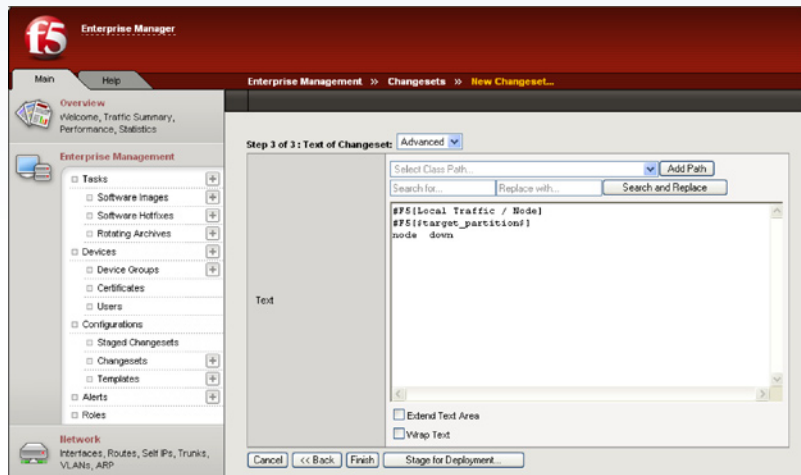 f5
Enterprise Manager
Main
Help
Enterprise Management » Changesets » New Changeset...
Overview
Welcome, Traffic Summary,
Performance, Statistics
Enterprise Management
Tasks
Software Images
Software Hotfixes
Rotating Archives
Devices
Device Groups
Certificates
Users
Configurations
Staged Changesets
Changesets
Templates
Alerts
Roles
Network
Interfaces, Routes, Self IPs, Trunks,
VLANs, ARP
Step 3 of 3 : Text of Changeset: Advanced
Select Class Path... Add Path
Search for... Replace with... Search and Replace
Text
#F5[Local Traffic / Node]
#F5[$target_partition$]
node down
Extend Text Area
Wrap Text
Cancel << Back Finish Stage for Deployment...